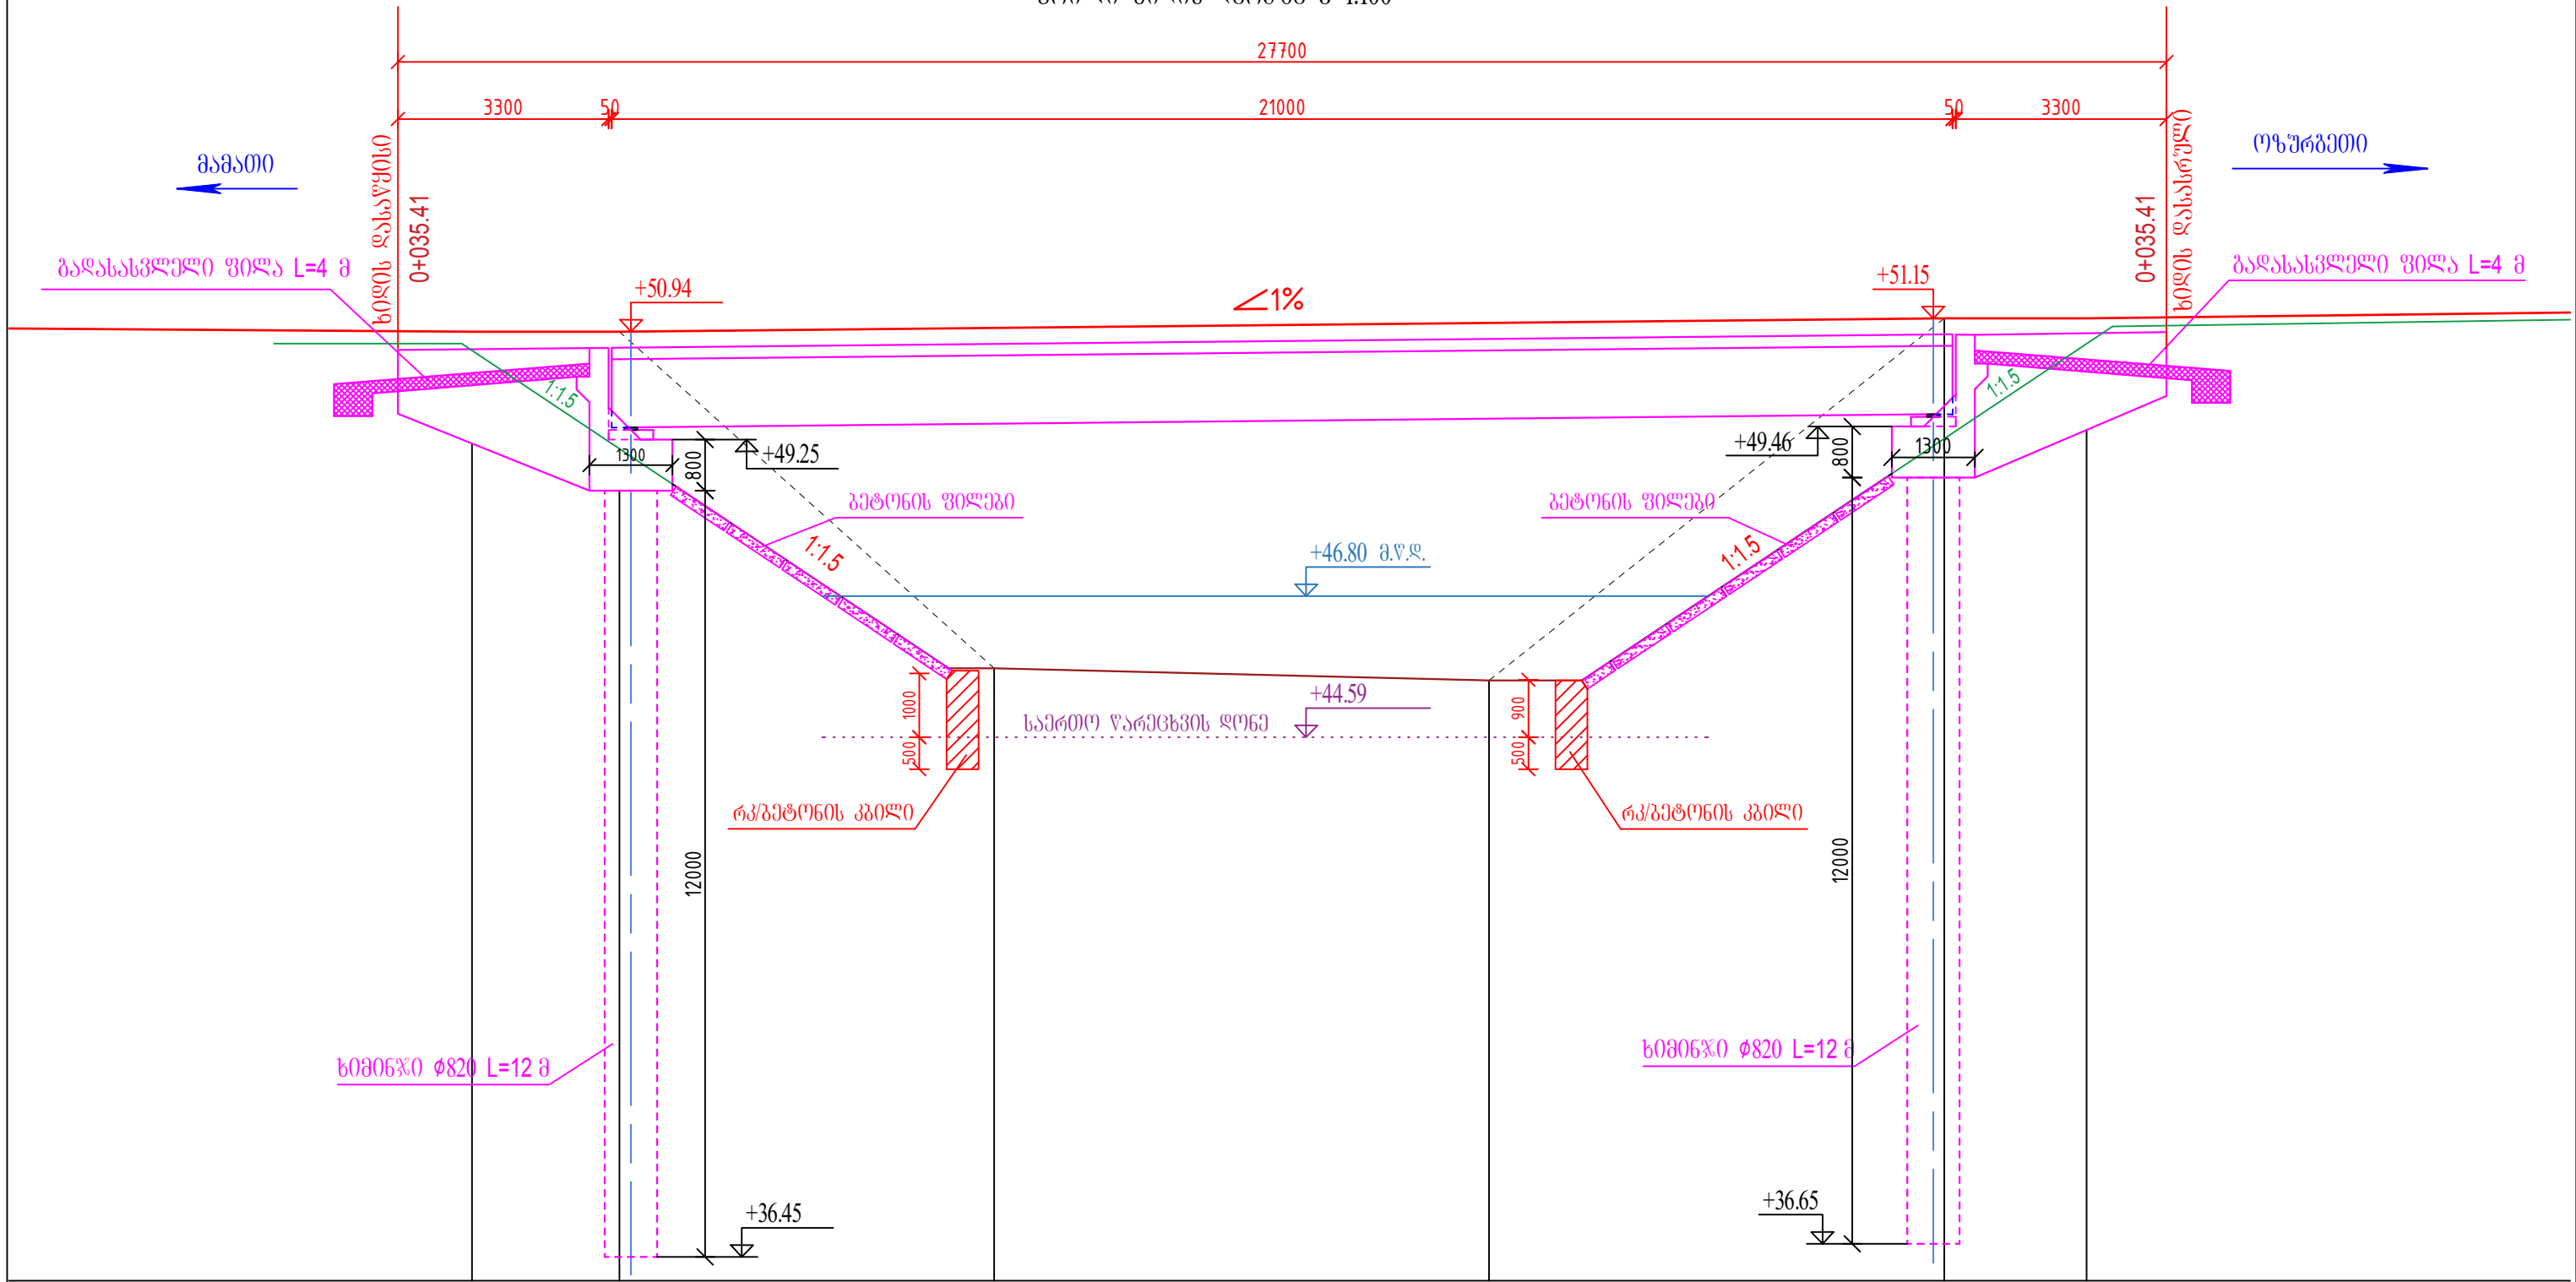 27700
3300
50
21000
50
3300
მამათი
ოზურგეთი
ხიდის დასაწყისი
0+035.41
0+035.41
ხიდის დასასრული
გადასასვლელი ფილა L=4 მ
გადასასვლელი ფილა L=4 მ
+50.94
∠1%
+51.15
1:1.5
1:1.5
1300
800
+49.25
+49.46
800
1300
ბეტონის ფილები
ბეტონის ფილები
1:1.5
1:1.5
+46.80 მ.წ.დ.
1000
500
+44.59
საერთო წარეცხვის დონე
900
500
რკ/ბეტონის კბილი
რკ/ბეტონის კბილი
12000
12000
ხიმინჯი φ820 L=12 მ
ხიმინჯი φ820 L=12 მ
+36.45
+36.65